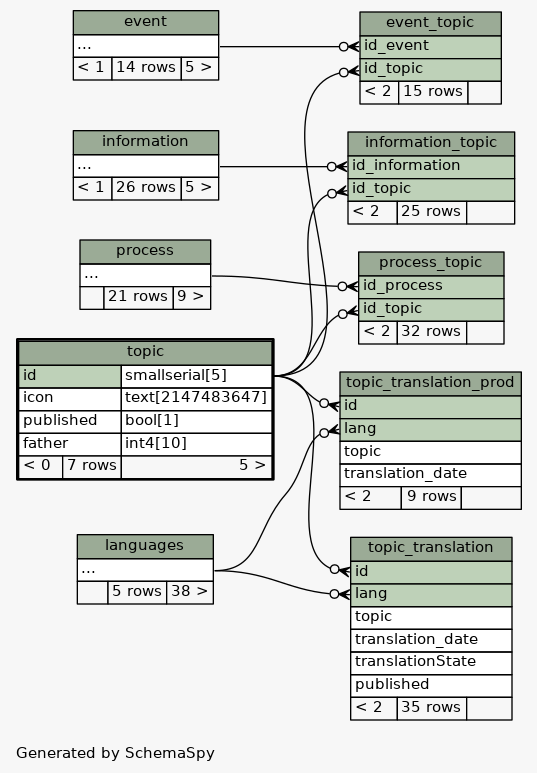 event
...
< 1 14 rows 5 >
event_topic
id_event
id_topic
< 2 15 rows
information
...
< 1 26 rows 5 >
information_topic
id_information
id_topic
< 2 25 rows
process
...
21 rows 9 >
process_topic
id_process
id_topic
< 2 32 rows
topic
id smallserial[5]
icon text[2147483647]
published bool[1]
father int4[10]
< 0 7 rows 5 >
topic_translation_prod
id
lang
topic
translation_date
< 2 9 rows
languages
...
5 rows 38 >
topic_translation
id
lang
topic
translation_date
translationState
published
< 2 35 rows
Generated by SchemaSpy